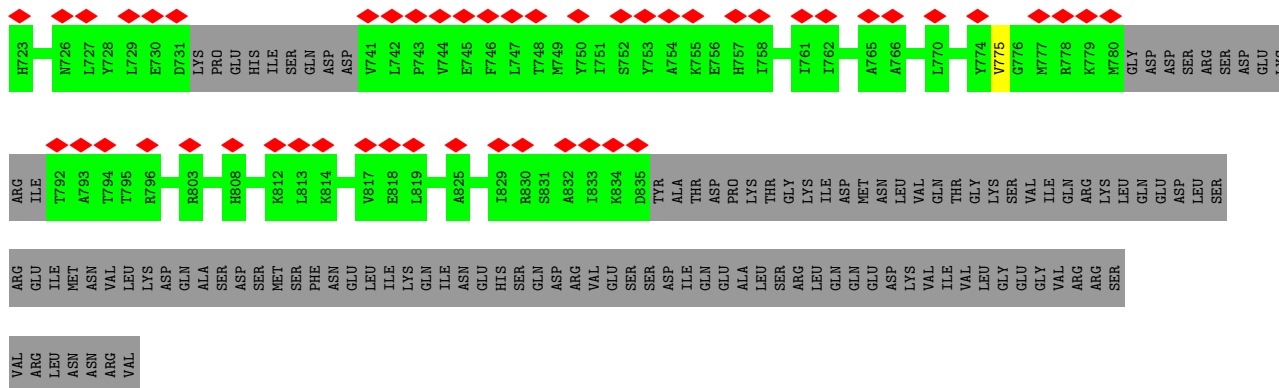 H723 N726 L727 Y728 L729 E730 D731 LYS PRO GLU HIS ILE SER GLN ASP ASP V741 L742 P743 V744 E745 F746 L747 T748 M749 Y750 I751 S752 Y753 A754 K755 E756 H757 I758 I761 I762 A765 A766 L770 Y774 V775 G776 M777 R778 K779 M780 GLY ASP ASP SER ARG SER ASP GLU
ARG ILE T792 A793 T794 T795 R796 R803 H808 K812 L813 K814 V817 E818 L819 A825 I829 R830 S831 A832 I833 K834 D835 TYR ALA THR ASP PRO LYS THR GLY LYS ILE ASP MET ASN LEU VAL GLN THR GLY LYS SER VAL ILE GLN ARG LYS LEU GLN GLU ASP LEU SER
ARG GLU ILE MET ASN VAL LEU LYS ASP GLN ALA SER ASP SER MET SER PHE ASN GLU LEU ILE LYS GLN ILE ASN GLU HIS SER GLN ASP ARG VAL GLU SER SER ASP ILE GLN GLU ALA LEU SER ARG LEU GLN GLN GLU ASP LYS VAL ILE VAL LEU GLY GLU GLY VAL ARG ARG SER
VAL ARG LEU ASN ASN ARG VAL